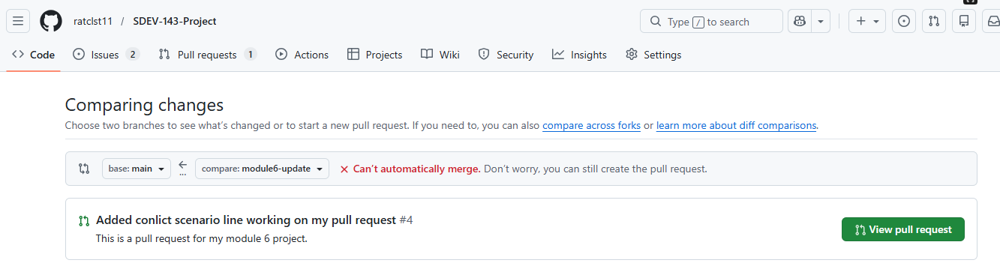 ratclst11 / SDEV-143-Project
Type / to search
Code Issues 2 Pull requests 1 Actions Projects Wiki Security Insights Settings
Comparing changes
Choose two branches to see what's changed or to start a new pull request. If you need to, you can also compare across forks or learn more about diff comparisons.
base: main ... compare: module6-update Can't automatically merge. Don't worry, you can still create the pull request.
Added conlict scenario line working on my pull request #4
This is a pull request for my module 6 project.
View pull request